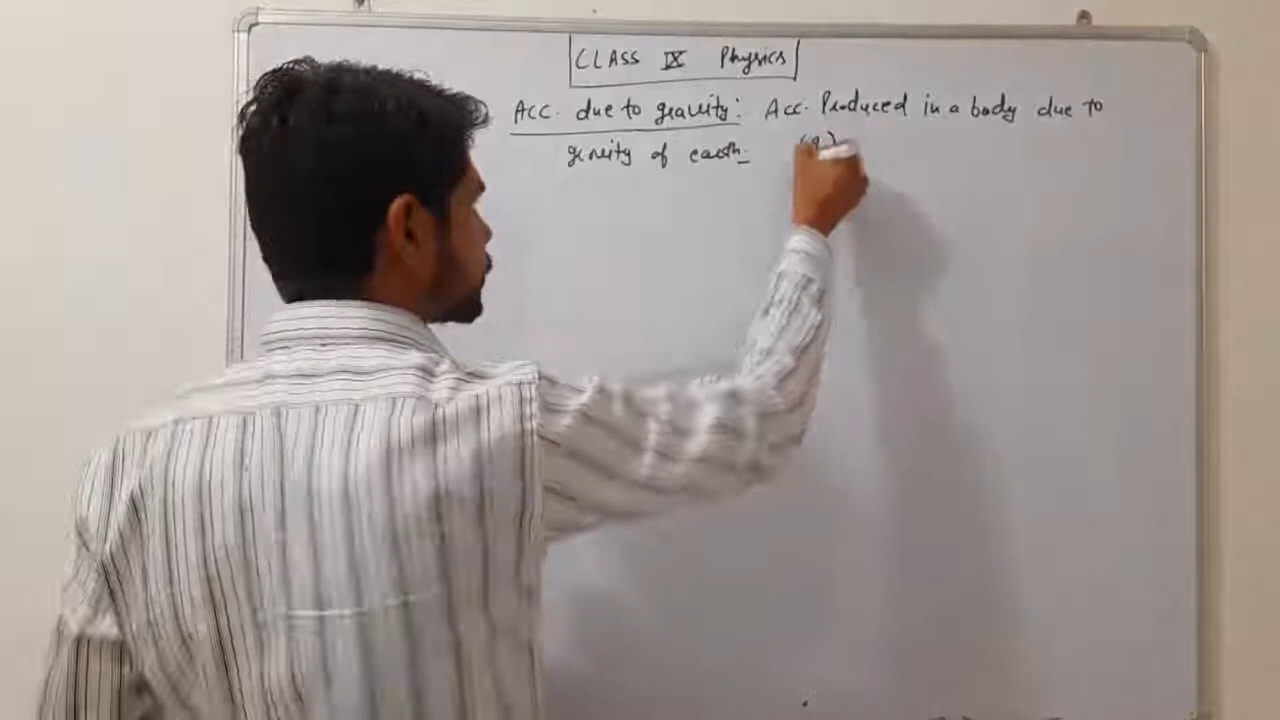 CLASS IX Physics
Acc. due to gravity: Acc. Produced in a body due to
gravity of earth. (g)